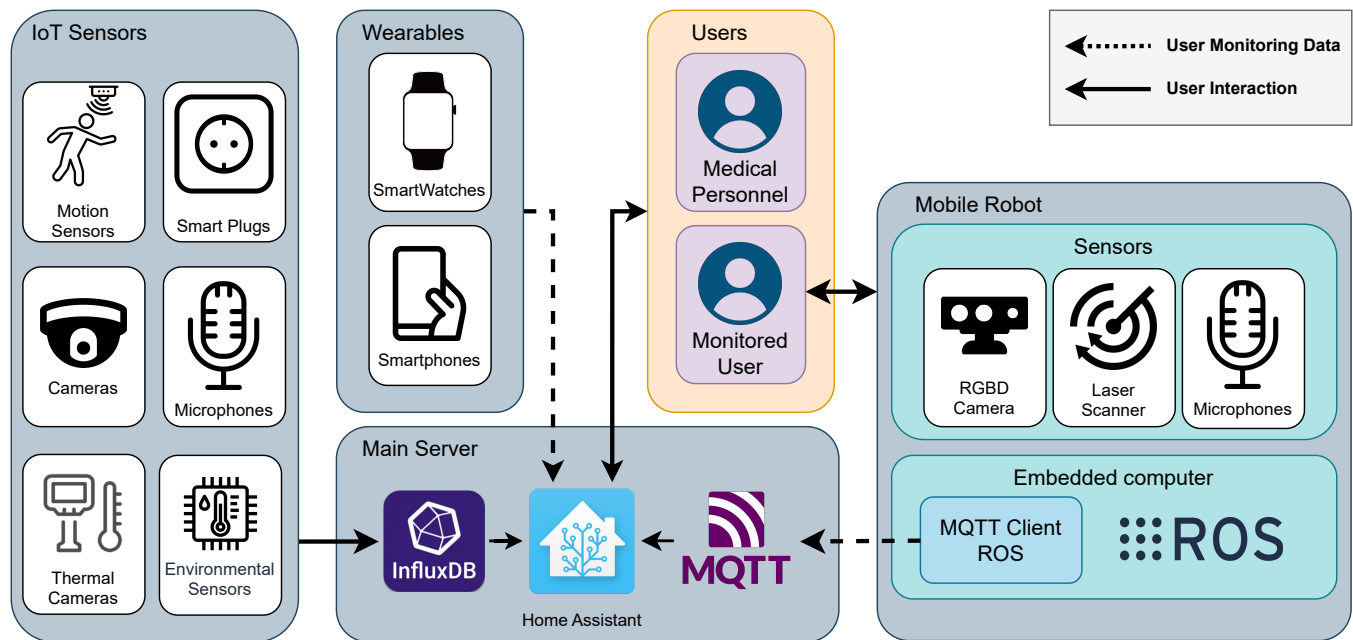 IoT Sensors
Motion
Sensors
Smart Plugs
Cameras
Microphones
Thermal
Cameras
Environmental
Sensors
Wearables
SmartWatches
Smartphones
Users
Medical
Personnel
Monitored
User
User Monitoring Data
User Interaction
Main Server
InfluxDB
Home Assistant
MQTT
Mobile Robot
Sensors
RGBD
Camera
Laser
Scanner
Microphones
Embedded computer
MQTT Client
ROS
ROS